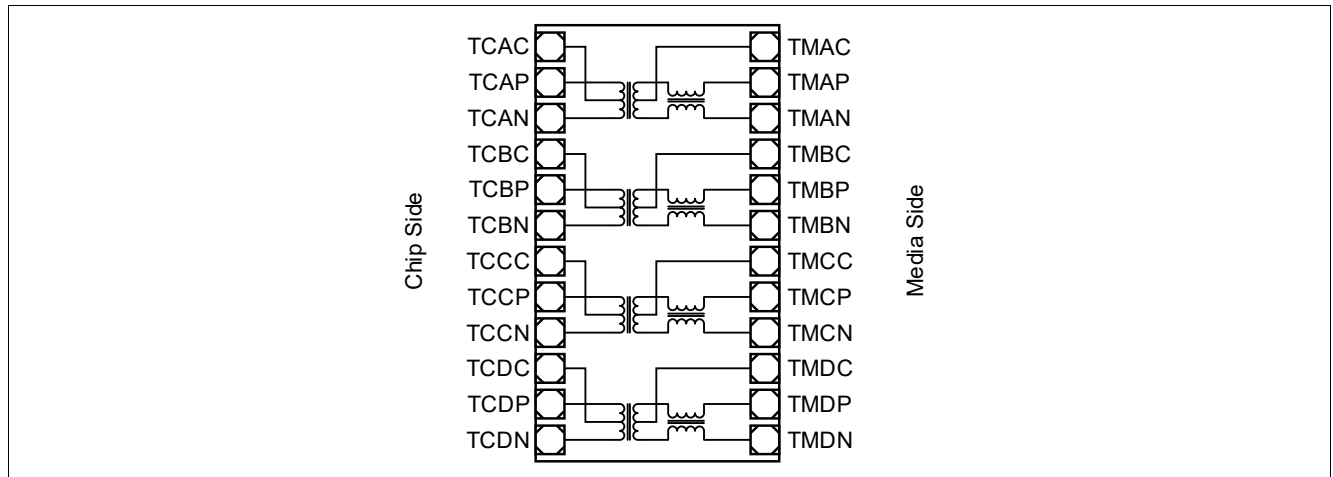 TCAC
TCAP
TCAN
TCBC
TCBP
TCBN
TCCC
TCCP
TCCN
TCDC
TCDP
TCDN
Chip Side
TMAC
TMAP
TMAN
TMBC
TMBP
TMBN
TMCC
TMCP
TMCN
TMDC
TMDP
TMDN
Media Side